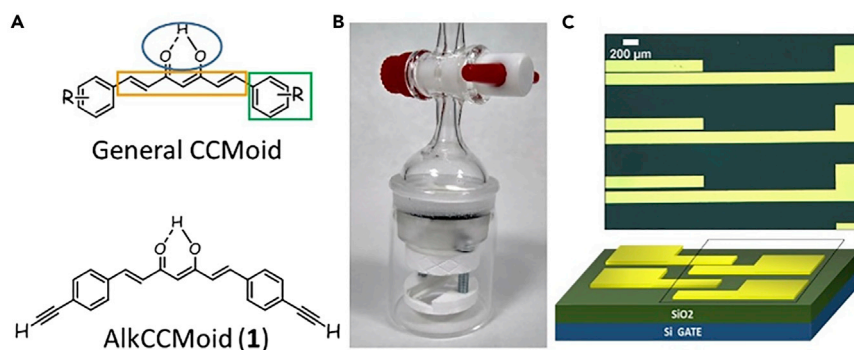 A
H
O
O
R
R
General CCMoid
H
O
O
H
H
AlkCCMoid (1)
B
C
200 µm
SiO2
Si GATE